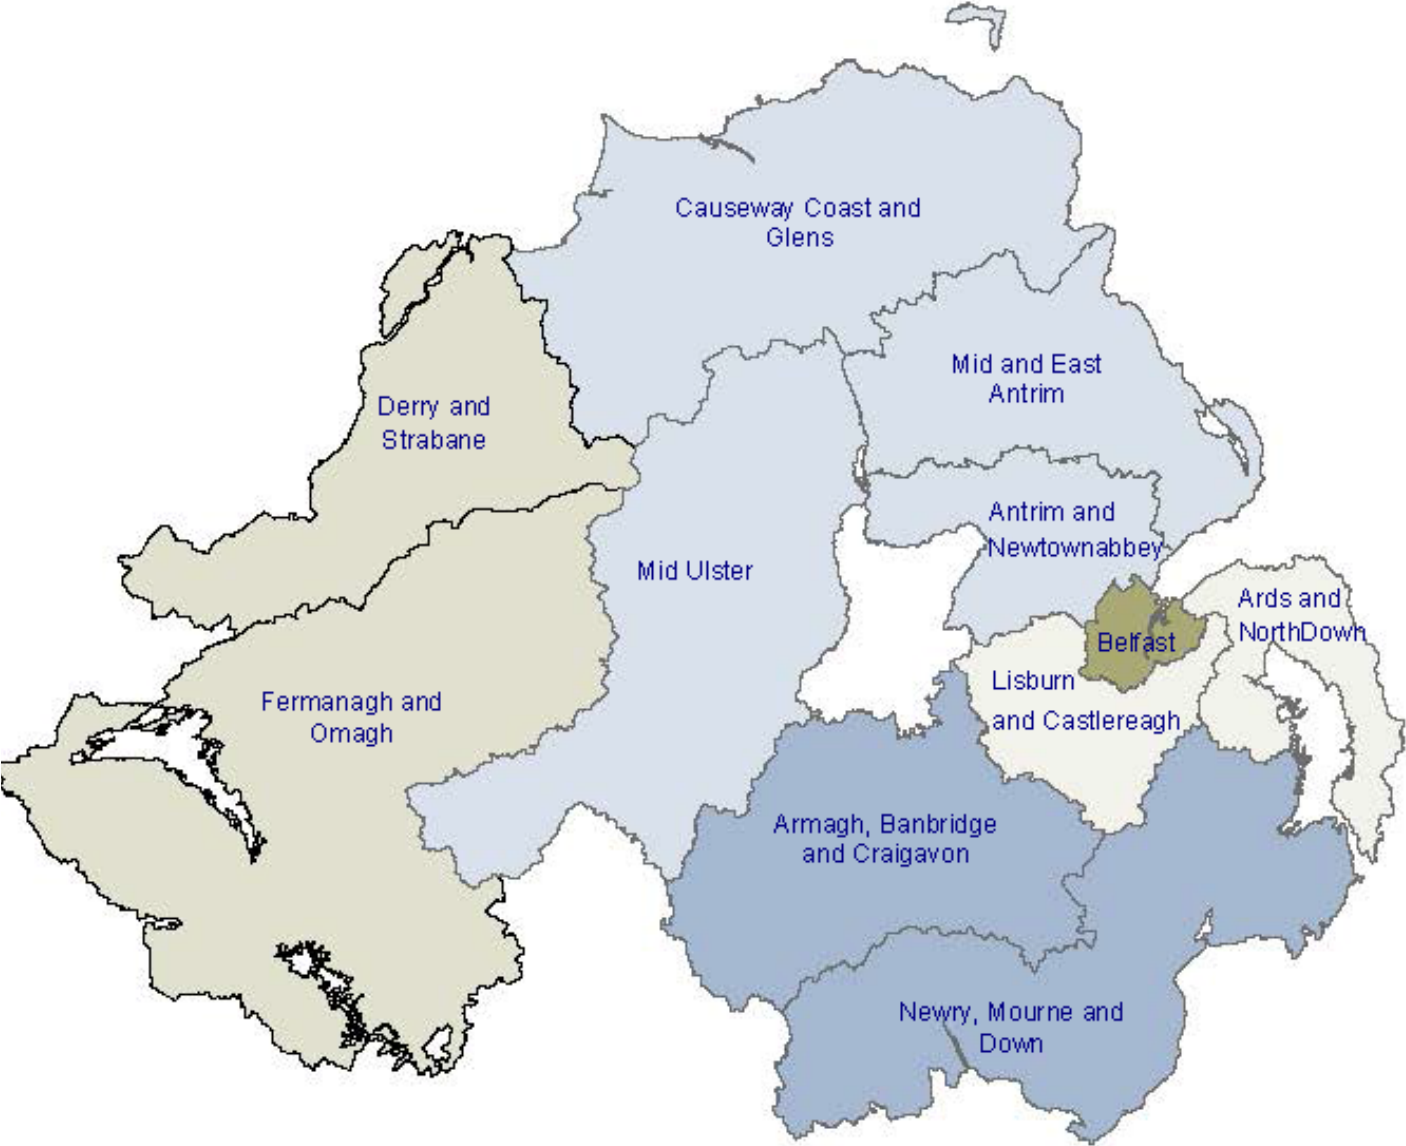 Causeway Coast and
Glens
Mid and East
Antrim
Derry and
Strabane
Antrim and
Newtownabbey
Mid Ulster
Ards and
NorthDown
Belfast
Lisburn
and Castlereagh
Fermanagh and
Omagh
Armagh, Banbridge
and Craigavon
Newry, Mourne and
Down